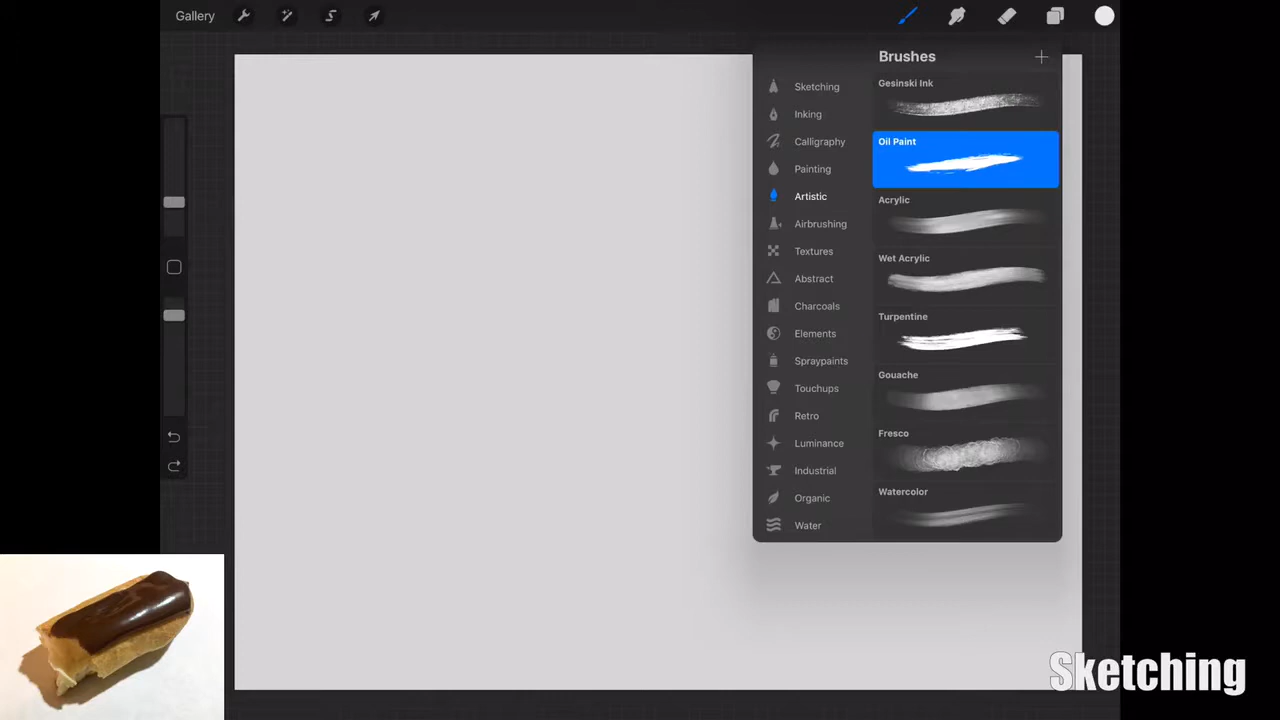 Gallery
Brushes
Sketching
Inking
Calligraphy
Painting
Artistic
Airbrushing
Textures
Abstract
Charcoals
Elements
Spraypaints
Touchups
Retro
Luminance
Industrial
Organic
Water
Gesinski Ink
Oil Paint
Acrylic
Wet Acrylic
Turpentine
Gouache
Fresco
Watercolor
Sketching